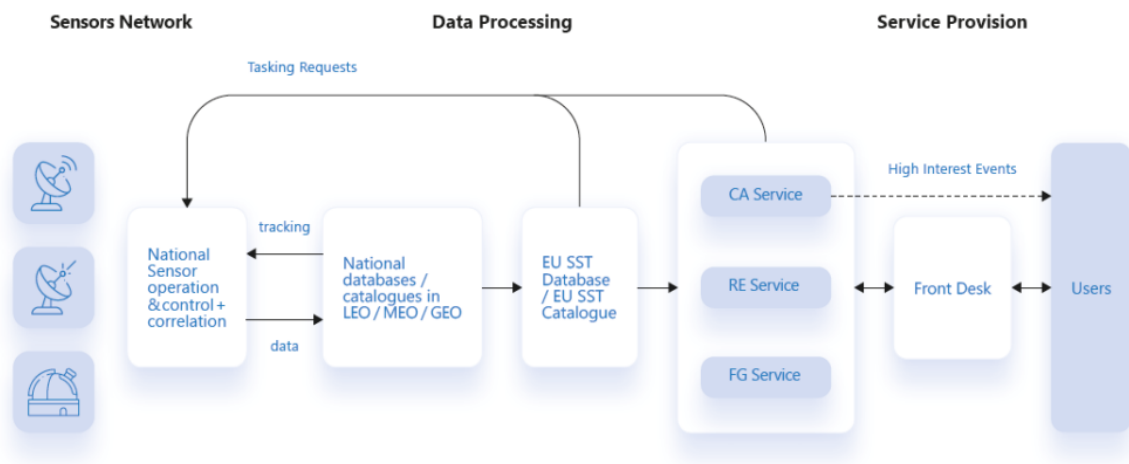 Sensors Network
Data Processing
Service Provision
Tasking Requests
High Interest Events
tracking
data
National
Sensor
operation
&control+
correlation
National
databases /
catalogues in
LEO / MEO / GEO
EU SST
Database
/ EU SST
Catalogue
CA Service
RE Service
FG Service
Front Desk
Users